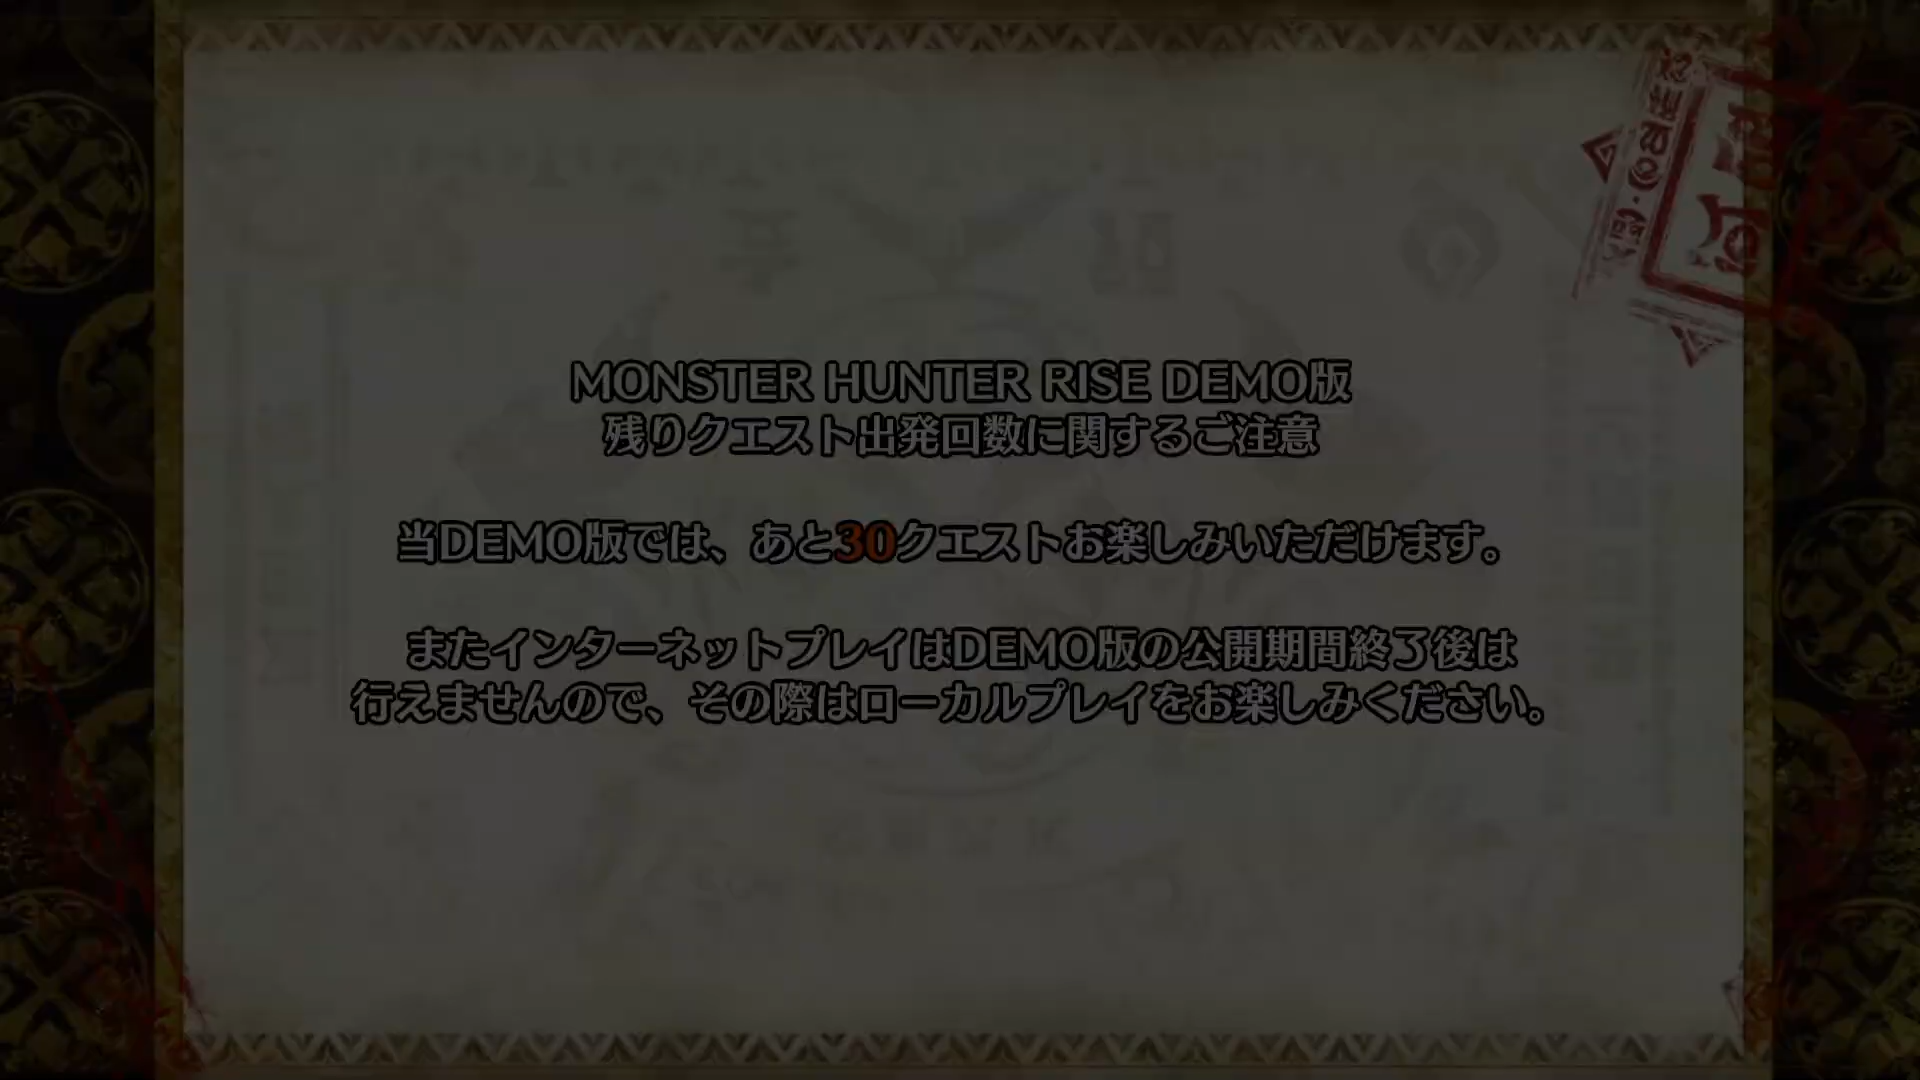 MONSTER HUNTER RISE DEMO版
残りクエスト出発回数に関するご注意
当DEMO版では、あと30クエストお楽しみいただけます。
またインターネットプレイはDEMO版の公開期間終了後は
行えませんので、その際はローカルプレイをお楽しみください。